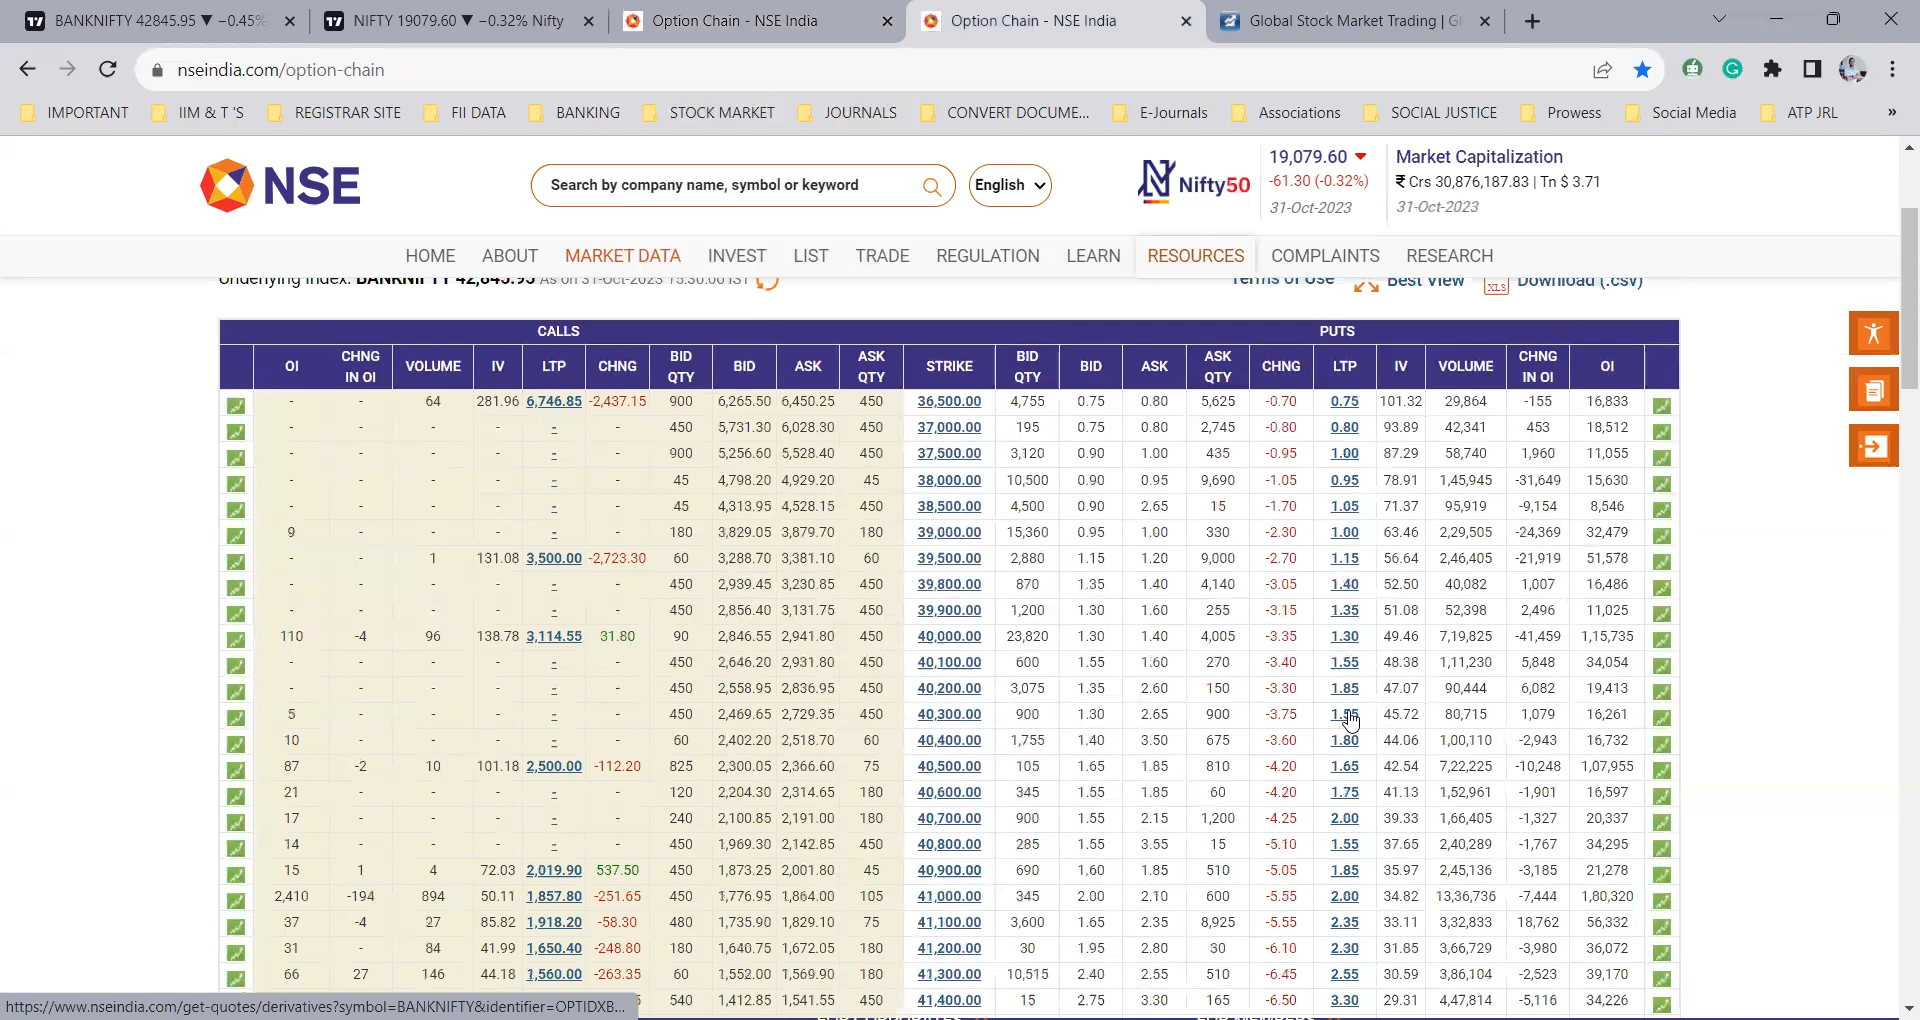 BANKNIFTY 42845.95 ▼ −0.45%
NIFTY 19079.60 ▼ −0.32% Nifty
Option Chain - NSE India
Option Chain - NSE India
Global Stock Market Trading | Gl
nseindia.com/option-chain
IMPORTANT IIM & T 'S REGISTRAR SITE FII DATA BANKING STOCK MARKET JOURNALS CONVERT DOCUME... E-Journals Associations SOCIAL JUSTICE Prowess Social Media ATP JRL »
NSE
Search by company name, symbol or keyword
English
Nifty50
19,079.60
-61.30 (-0.32%)
31-Oct-2023
Market Capitalization
₹ Crs 30,876,187.83 | Tn $ 3.71
31-Oct-2023
HOME ABOUT MARKET DATA INVEST LIST TRADE REGULATION LEARN RESOURCES COMPLAINTS RESEARCH
Underlying Index: BANKNIFTY 42,845.95 As on 31-Oct-2023 15:30:00 IST Terms of Use Best View XLS Download (.csv)
CALLS PUTS
OI CHNG IN OI VOLUME IV LTP CHNG BID QTY BID ASK ASK QTY STRIKE BID QTY BID ASK ASK QTY CHNG LTP IV VOLUME CHNG IN OI OI
- - 64 281.96 6,746.85 -2,437.15 900 6,265.50 6,450.25 450 36,500.00 4,755 0.75 0.80 5,625 -0.70 0.75 101.32 29,864 -155 16,833
- - - - - - 450 5,731.30 6,028.30 450 37,000.00 195 0.75 0.80 2,745 -0.80 0.80 93.89 42,341 453 18,512
- - - - - - 900 5,256.60 5,528.40 450 37,500.00 3,120 0.90 1.00 435 -0.95 1.00 87.29 58,740 1,960 11,055
- - - - - - 45 4,798.20 4,929.20 45 38,000.00 10,500 0.90 0.95 9,690 -1.05 0.95 78.91 1,45,945 -31,649 15,630
- - - - - - 45 4,313.95 4,528.15 450 38,500.00 4,500 0.90 2.65 15 -1.70 1.05 71.37 95,919 -9,154 8,546
9 - - - - - 180 3,829.05 3,879.70 180 39,000.00 15,360 0.95 1.00 330 -2.30 1.00 63.46 2,29,505 -24,369 32,479
- - 1 131.08 3,500.00 -2,723.30 60 3,288.70 3,381.10 60 39,500.00 2,880 1.15 1.20 9,000 -2.70 1.15 56.64 2,46,405 -21,919 51,578
- - - - - - 450 2,939.45 3,230.85 450 39,800.00 870 1.35 1.40 4,140 -3.05 1.40 52.50 40,082 1,007 16,486
- - - - - - 450 2,856.40 3,131.75 450 39,900.00 1,200 1.30 1.60 255 -3.15 1.35 51.08 52,398 2,496 11,025
110 -4 96 138.78 3,114.55 31.80 90 2,846.55 2,941.80 450 40,000.00 23,820 1.30 1.40 4,005 -3.35 1.30 49.46 7,19,825 -41,459 1,15,735
- - - - - - 450 2,646.20 2,931.80 450 40,100.00 600 1.55 1.60 270 -3.40 1.55 48.38 1,11,230 5,848 34,054
- - - - - - 450 2,558.95 2,836.95 450 40,200.00 3,075 1.35 2.60 150 -3.30 1.85 47.07 90,444 6,082 19,413
5 - - - - - 450 2,469.65 2,729.35 450 40,300.00 900 1.30 2.65 900 -3.75 45.72 80,715 1,079 16,261
10 - - - - - 60 2,402.20 2,518.70 60 40,400.00 1,755 1.40 3.50 675 -3.60 1.80 44.06 1,00,110 -2,943 16,732
87 -2 10 101.18 2,500.00 -112.20 825 2,300.05 2,366.60 75 40,500.00 105 1.65 1.85 810 -4.20 1.65 42.54 7,22,225 -10,248 1,07,955
21 - - - - - 120 2,204.30 2,314.65 180 40,600.00 345 1.55 1.85 60 -4.20 1.75 41.13 1,52,961 -1,901 16,597
17 - - - - - 240 2,100.85 2,191.00 180 40,700.00 900 1.55 2.15 1,200 -4.25 2.00 39.33 1,66,405 -1,327 20,337
14 - - - - - 450 1,969.30 2,142.85 450 40,800.00 285 1.55 3.55 15 -5.10 1.55 37.65 2,40,289 -1,767 34,295
15 1 4 72.03 2,019.90 537.50 450 1,873.25 2,001.80 45 40,900.00 690 1.60 1.85 510 -5.05 1.85 35.97 2,45,136 -3,185 21,278
2,410 -194 894 50.11 1,857.80 -251.65 450 1,776.95 1,864.00 105 41,000.00 345 2.00 2.10 600 -5.55 2.00 34.82 13,36,736 -7,444 1,80,320
37 -4 27 85.82 1,918.20 -58.30 480 1,735.90 1,829.10 75 41,100.00 3,600 1.65 2.35 8,925 -5.55 2.35 33.11 3,32,833 18,762 56,332
31 - 84 41.99 1,650.40 -248.80 180 1,640.75 1,672.05 180 41,200.00 30 1.95 2.80 30 -6.10 2.30 31.85 3,66,729 -3,980 36,072
66 27 146 44.18 1,560.00 -263.35 60 1,552.00 1,569.90 180 41,300.00 10,515 2.40 2.55 510 -6.45 2.55 30.59 3,86,104 -2,523 39,170
540 1,412.85 1,541.55 450 41,400.00 15 2.75 3.30 165 -6.50 3.30 29.31 4,47,814 -5,116 34,226
https://www.nseindia.com/get-quotes/derivatives?symbol=BANKNIFTY&identifier=OPTIDXB...